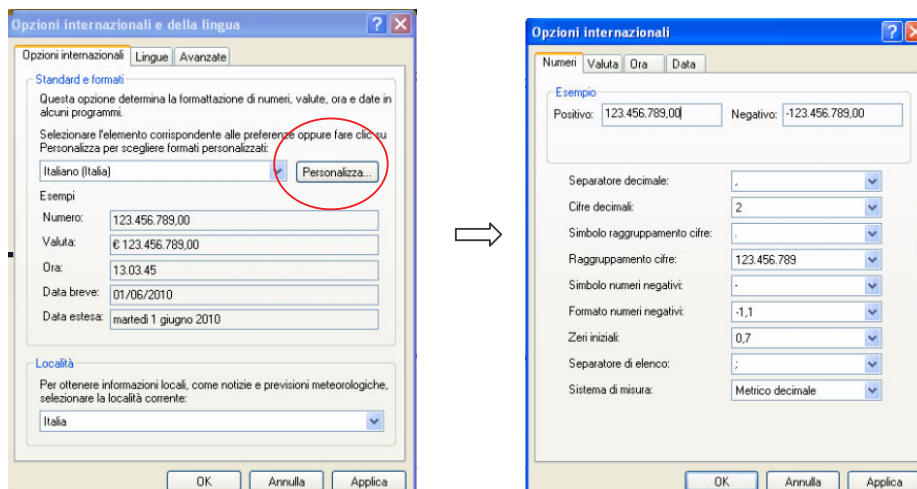 Opzioni internazionali e della lingua
Opzioni internazionali Lingue Avanzate
Standard e formati
Questa opzione determina la formattazione di numeri, valute, ora e date in
alcuni programmi.
Selezionare l'elemento corrispondente alle preferenze oppure fare clic su
Personalizza per scegliere formati personalizzati:
Italiano (Italia)
Personalizza...
Esempi
Numero: 123.456.789,00
Valuta: € 123.456.789,00
Ora: 13.03.45
Data breve: 01/06/2010
Data estesa: martedì 1 giugno 2010
Località
Per ottenere informazioni locali, come notizie e previsioni meteorologiche,
selezionare la località corrente:
Italia
OK Annulla Applica
Opzioni internazionali
Numeri Valuta Ora Data
Esempio
Positivo: 123.456.789,00 Negativo: -123.456.789,00
Separatore decimale: ,
Cifre decimali: 2
Simbolo raggruppamento cifre: .
Raggruppamento cifre: 123.456.789
Simbolo numeri negativi: -
Formato numeri negativi: -1,1
Zeri iniziali: 0,7
Separatore di elenco: ;
Sistema di misura: Metrico decimale
OK Annulla Applica